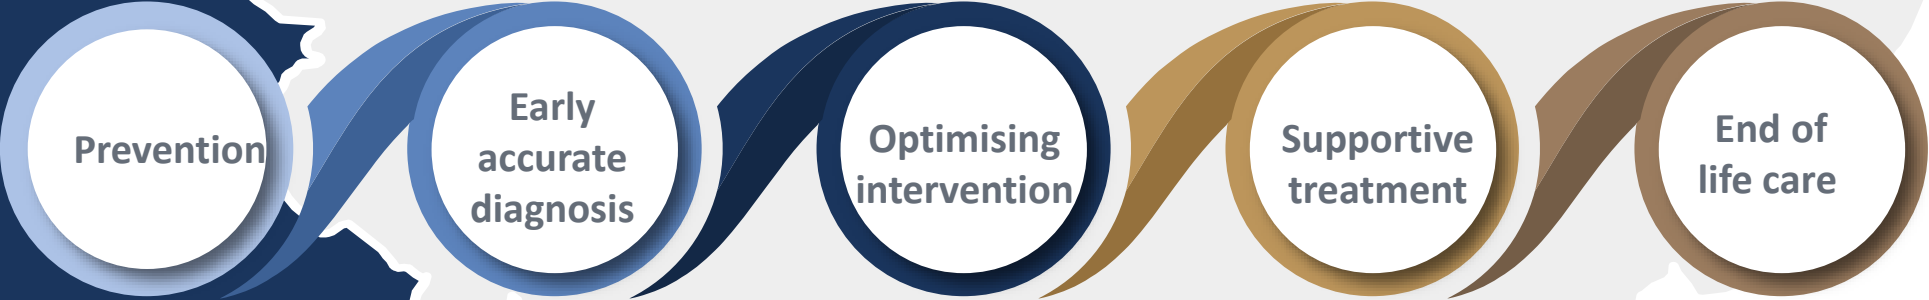 Prevention
Early
accurate
diagnosis
Optimising
intervention
Supportive
treatment
End of
life care